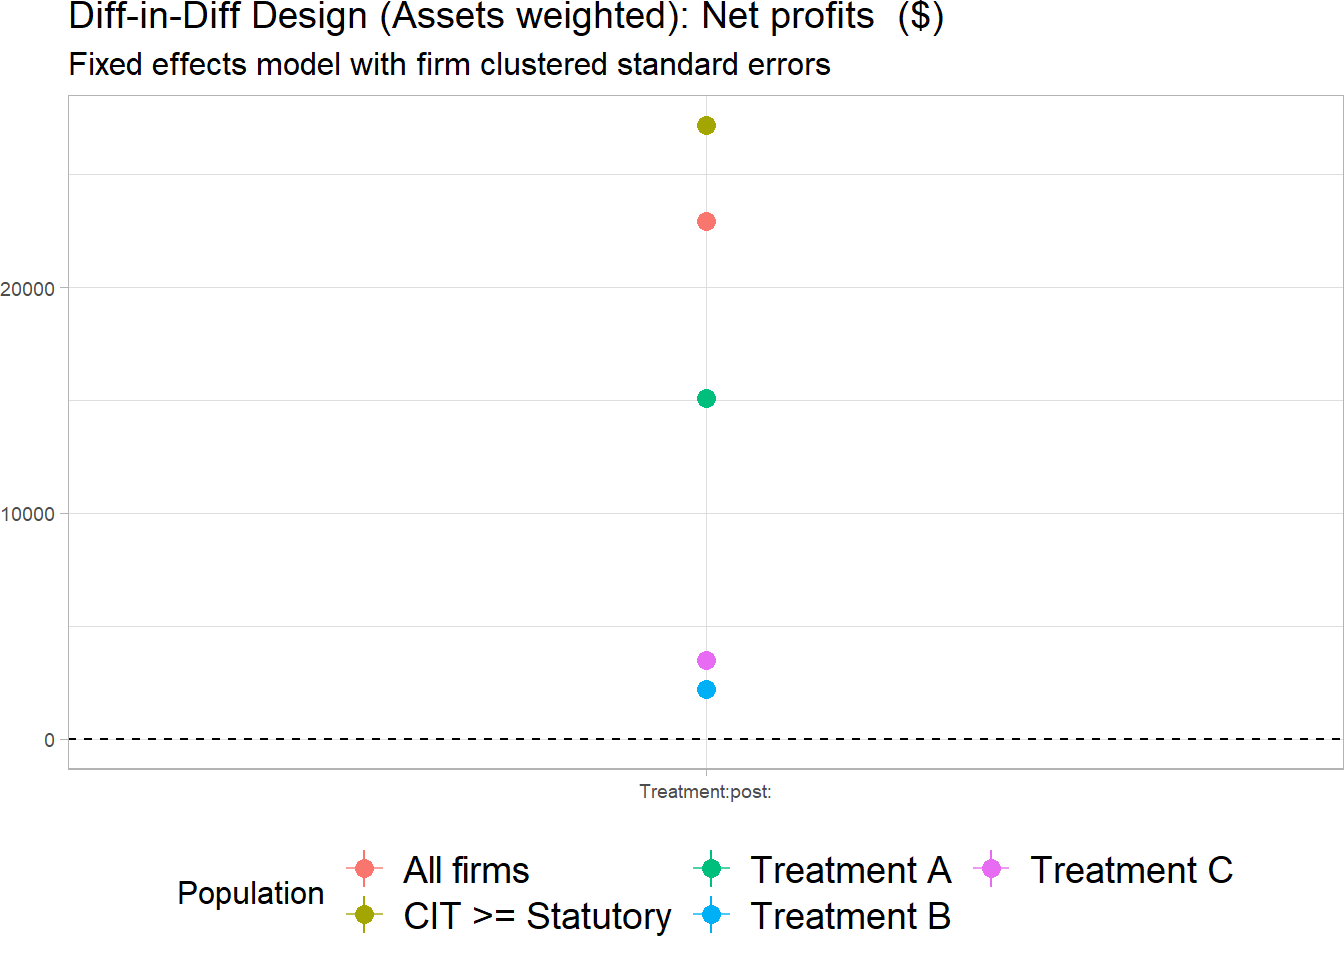 Diff-in-Diff Design (Assets weighted): Net profits  ($)
Fixed effects model with firm clustered standard errors
20000
10000
0
Treatment:post:
Population
All firms
Treatment A
Treatment C
CIT >= Statutory
Treatment B